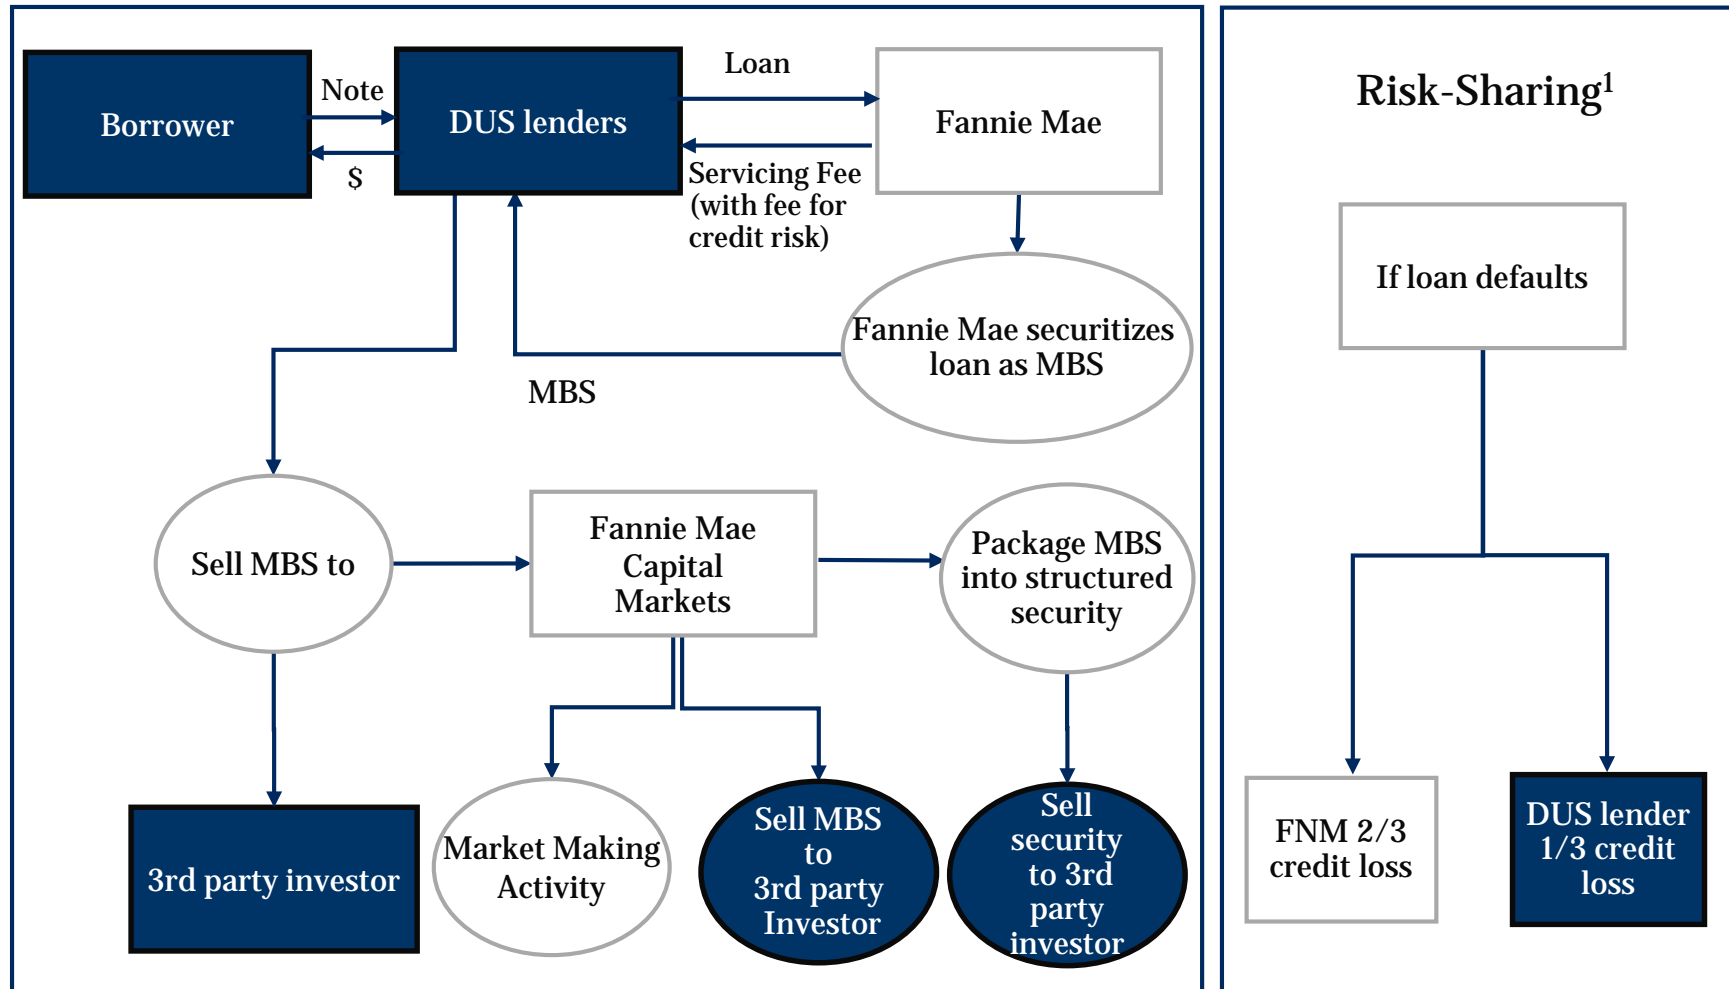 Borrower
Note
$
DUS lenders
Loan
Servicing Fee
(with fee for
credit risk)
Fannie Mae
Fannie Mae securitizes
loan as MBS
MBS
Sell MBS to
Fannie Mae
Capital
Markets
Package MBS
into structured
security
3rd party investor
Market Making
Activity
Sell MBS
to
3rd party
Investor
Sell
security
to 3rd
party
investor
Risk-Sharing¹
If loan defaults
FNM 2/3
credit loss
DUS lender
1/3 credit
loss